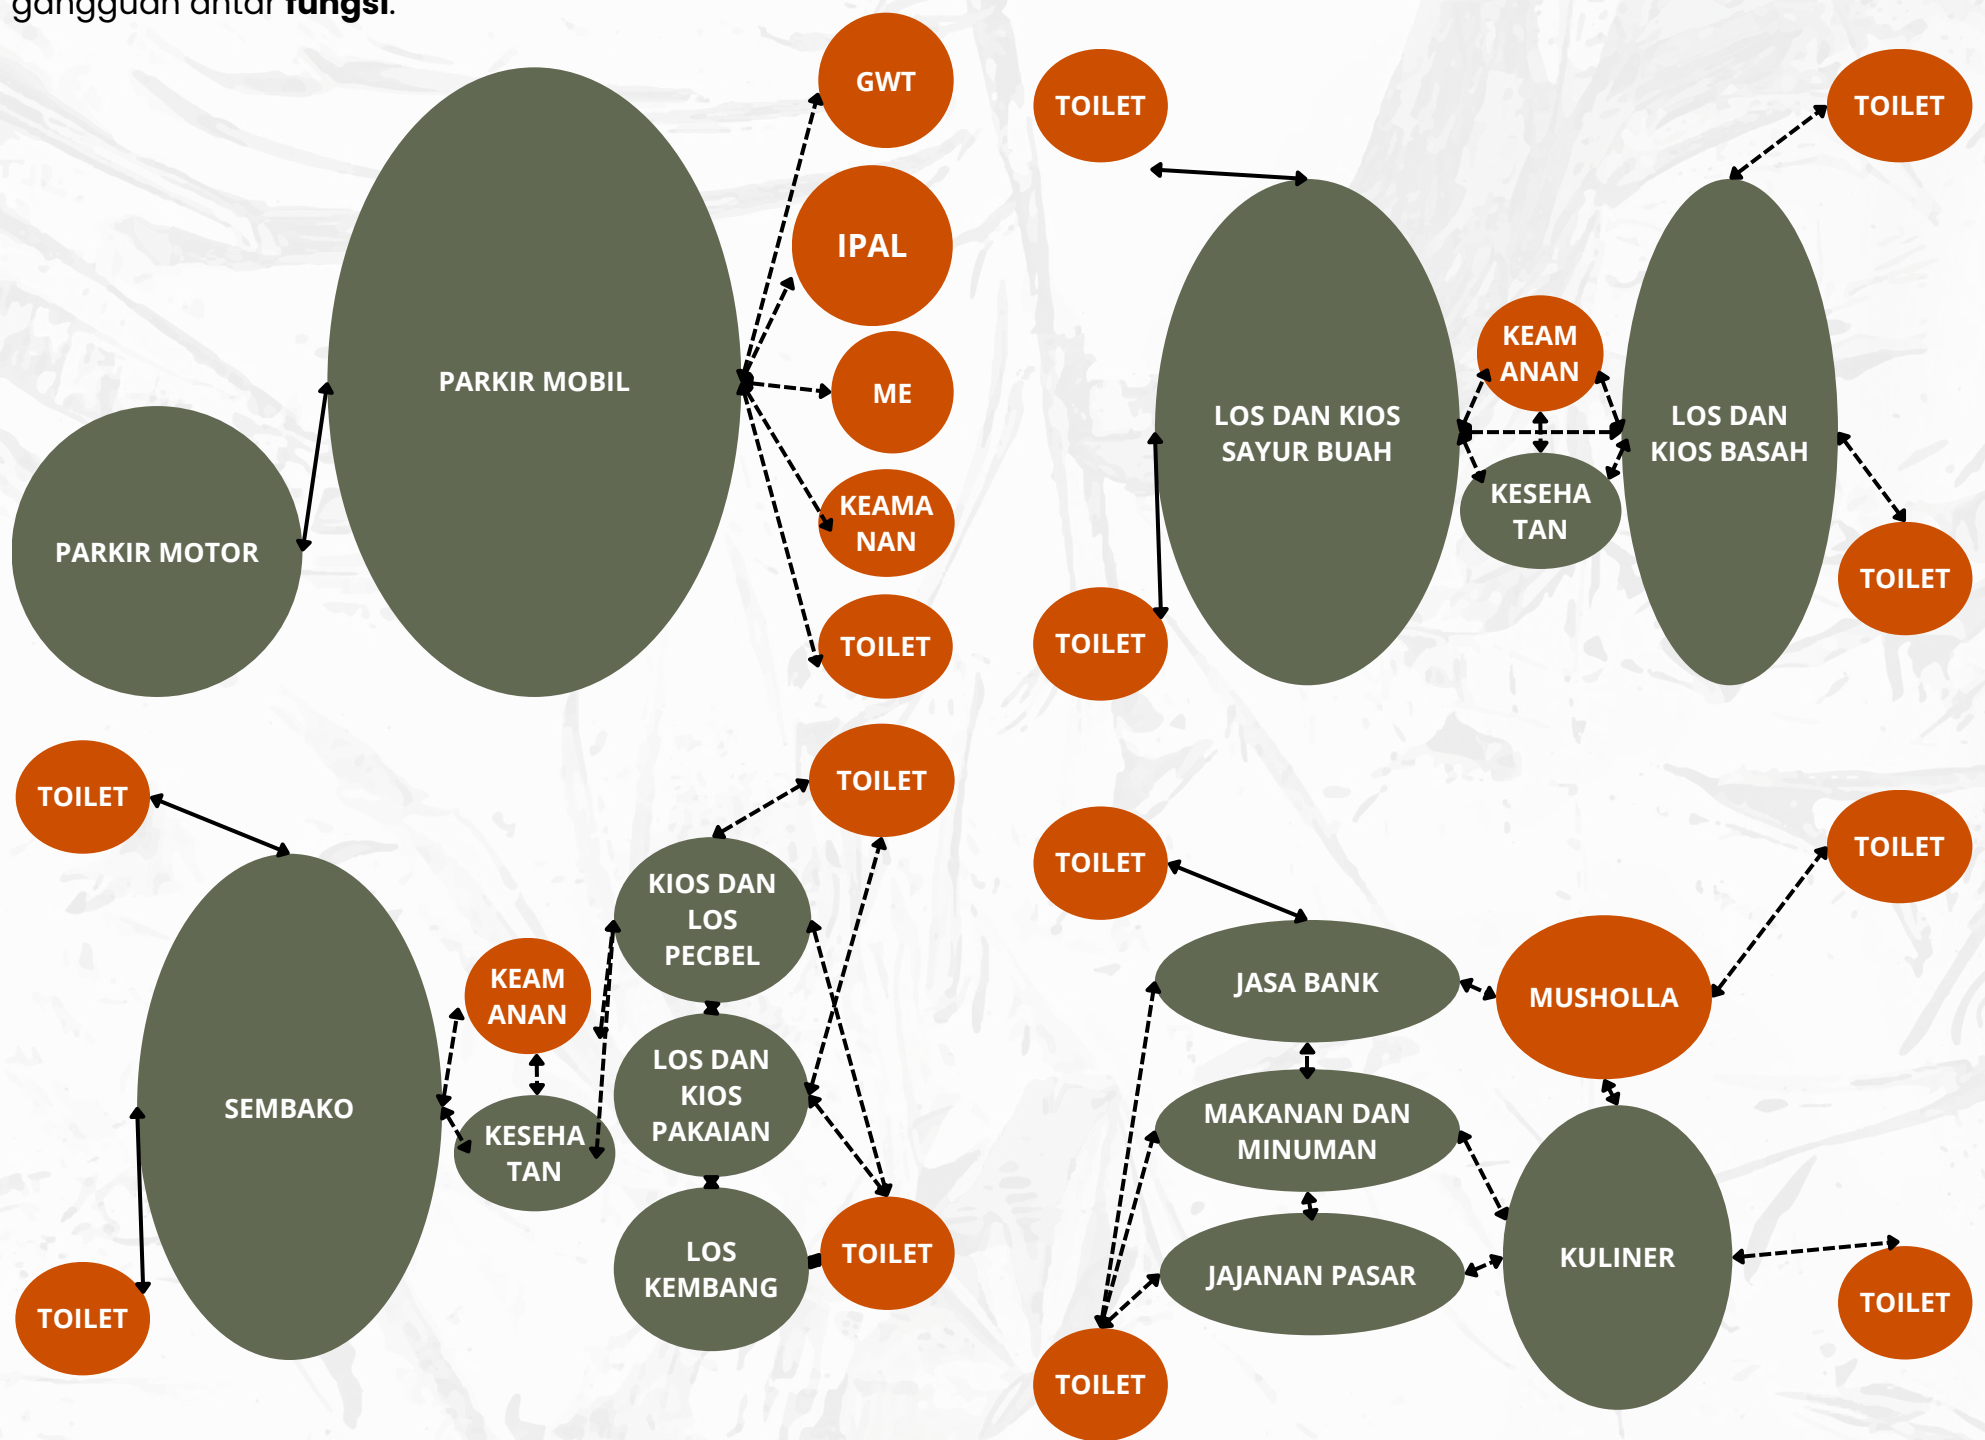 gangguan antar fungsi.
GWT
IPAL
PARKIR MOBIL
ME
KEAMA
NAN
PARKIR MOTOR
TOILET
TOILET
TOILET
KEAM
ANAN
LOS DAN KIOS
SAYUR BUAH
LOS DAN
KIOS BASAH
KESEHA
TAN
TOILET
TOILET
TOILET
TOILET
KIOS DAN
LOS
PECBEL
KEAM
ANAN
SEMBAKO
LOS DAN
KIOS
PAKAIAN
KESEHA
TAN
LOS
KEMBANG
TOILET
TOILET
TOILET
TOILET
JASA BANK
MUSHOLLA
MAKANAN DAN
MINUMAN
JAJANAN PASAR
KULINER
TOILET
TOILET